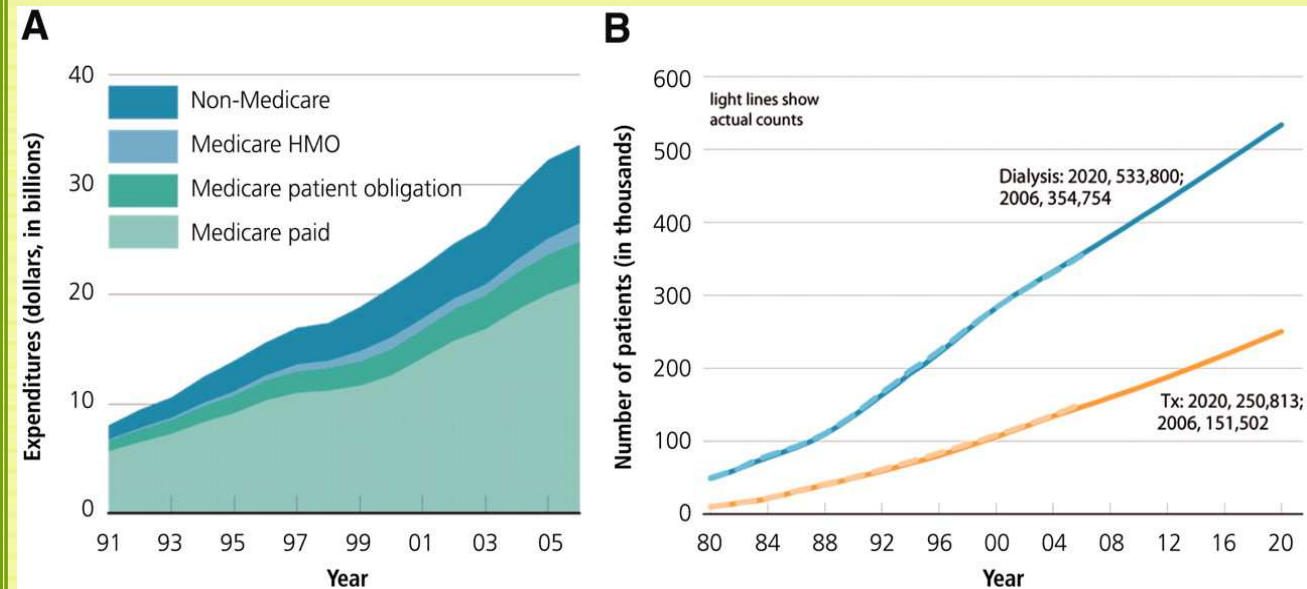 A
Expenditures (dollars, in billions)
40
30
20
10
0
Non-Medicare
Medicare HMO
Medicare patient obligation
Medicare paid
91 93 95 97 99 01 03 05
Year
B
Number of patients (in thousands)
600
500
400
300
200
100
0
light lines show
actual counts
Dialysis: 2020, 533,800;
2006, 354,754
Tx: 2020, 250,813;
2006, 151,502
80 84 88 92 96 00 04 08 12 16 20
Year